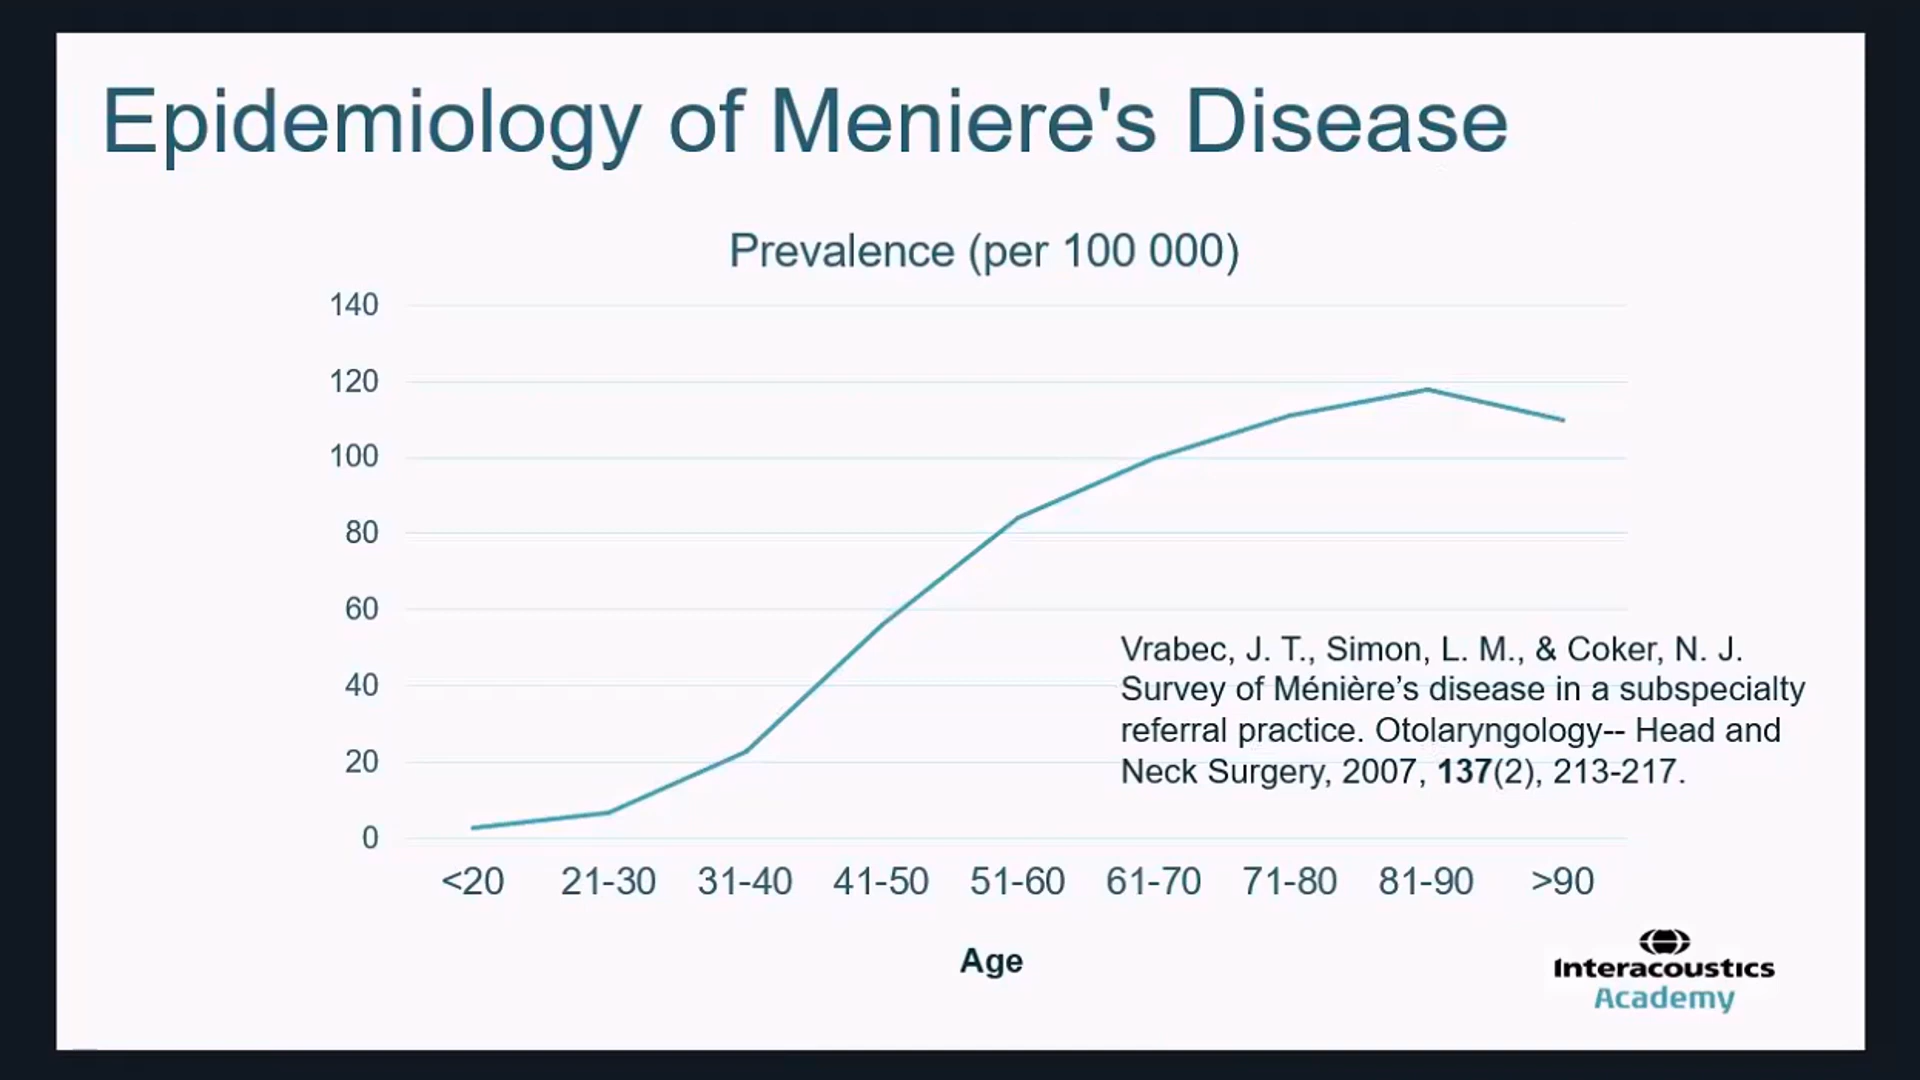 Epidemiology of Meniere's Disease
Prevalence (per 100 000)
140
120
100
80
60
40
20
0
Vrabec, J. T., Simon, L. M., & Coker, N. J.
Survey of Ménière’s disease in a subspecialty
referral practice. Otolaryngology-- Head and
Neck Surgery, 2007, 137(2), 213-217.
<20 21-30 31-40 41-50 51-60 61-70 71-80 81-90 >90
Age
Interacoustics
Academy